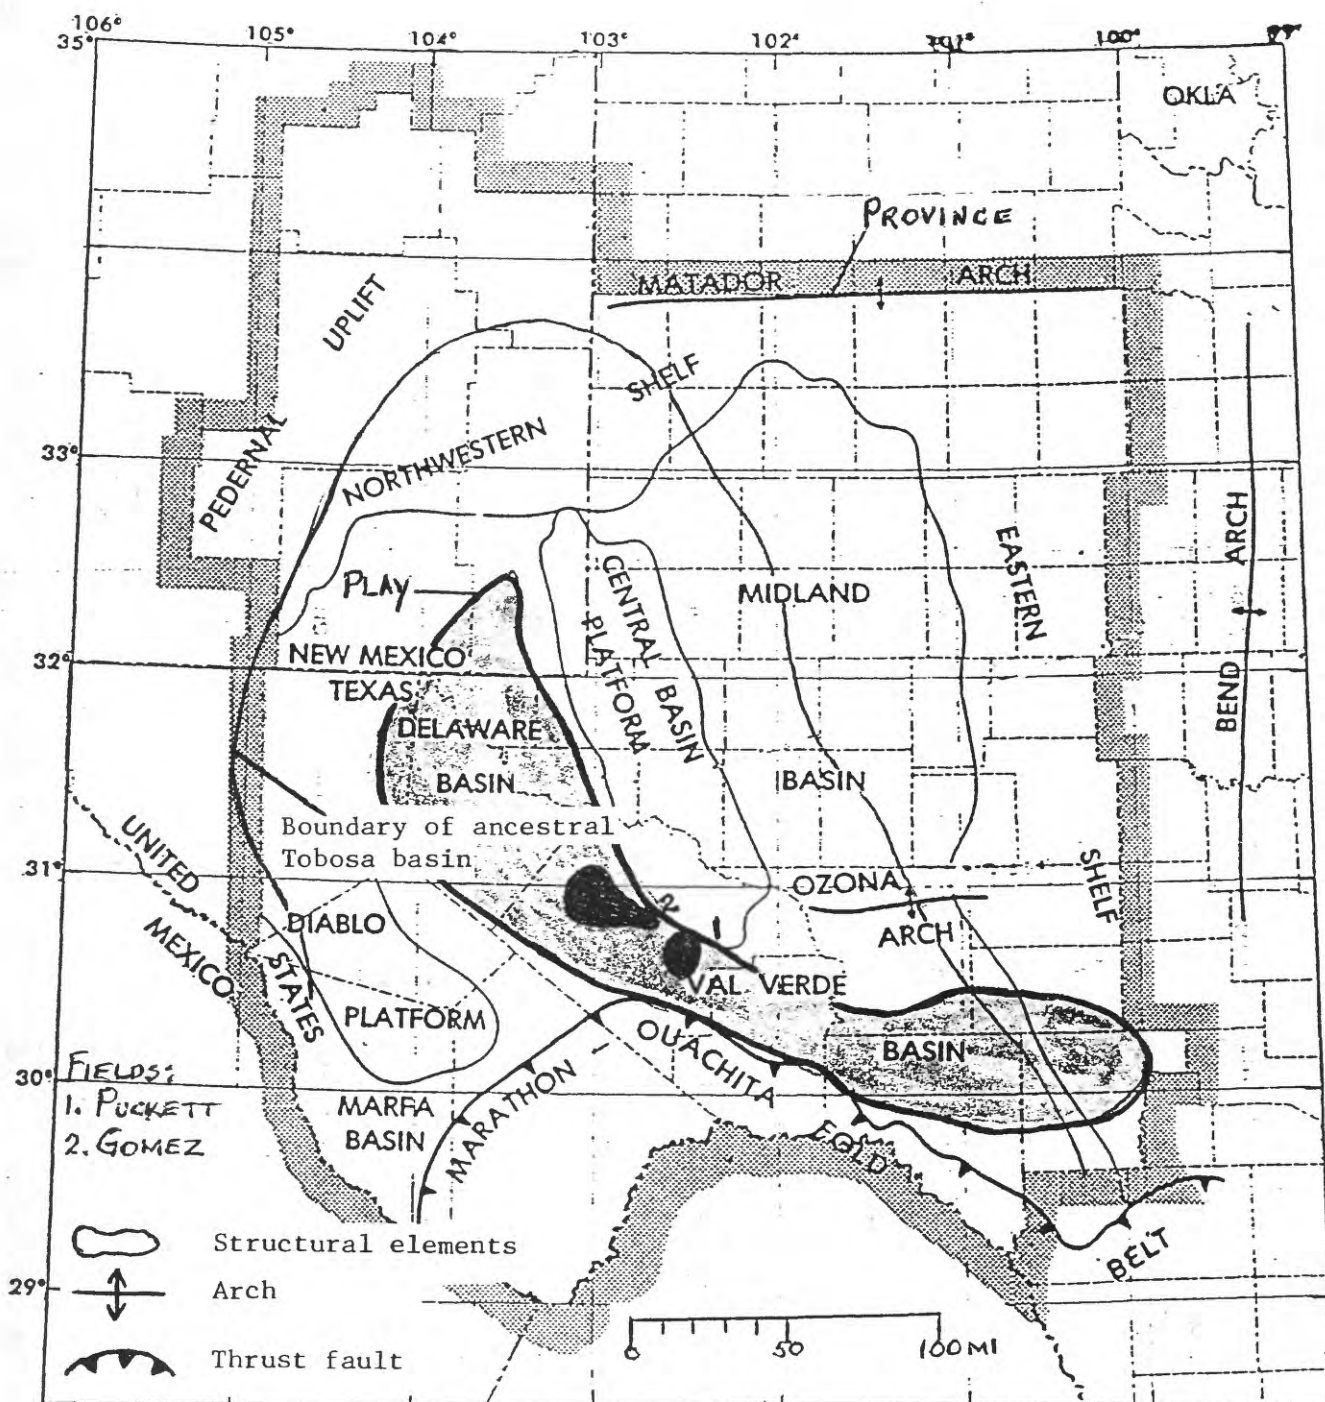 106°
105°
104°
103°
102°
101°
100°
99°
35°
OKLA
PROVINCE
MATADOR ARCH
UPLIFT
PEDERNAL
SHELF
NORTHWESTERN
33°
PLAY
CENTRAL BASIN
PLATFORM
MIDLAND
BASIN
EASTERN
SHELF
BEND ARCH
32°
NEW MEXICO
TEXAS
DELAWARE
BASIN
Boundary of ancestral
Tobosa basin
31°
UNITED
STATES
MEXICO
DIABLO
PLATFORM
2
1
OZONA
ARCH
VAL VERDE
BASIN
30°
FIELDS:
1. PUCKETT
2. GOMEZ
MARFA
BASIN
MARATHON
OUACHITA
FOLD
BELT
29°
Structural elements
Arch
Thrust fault
0 50 100 MI